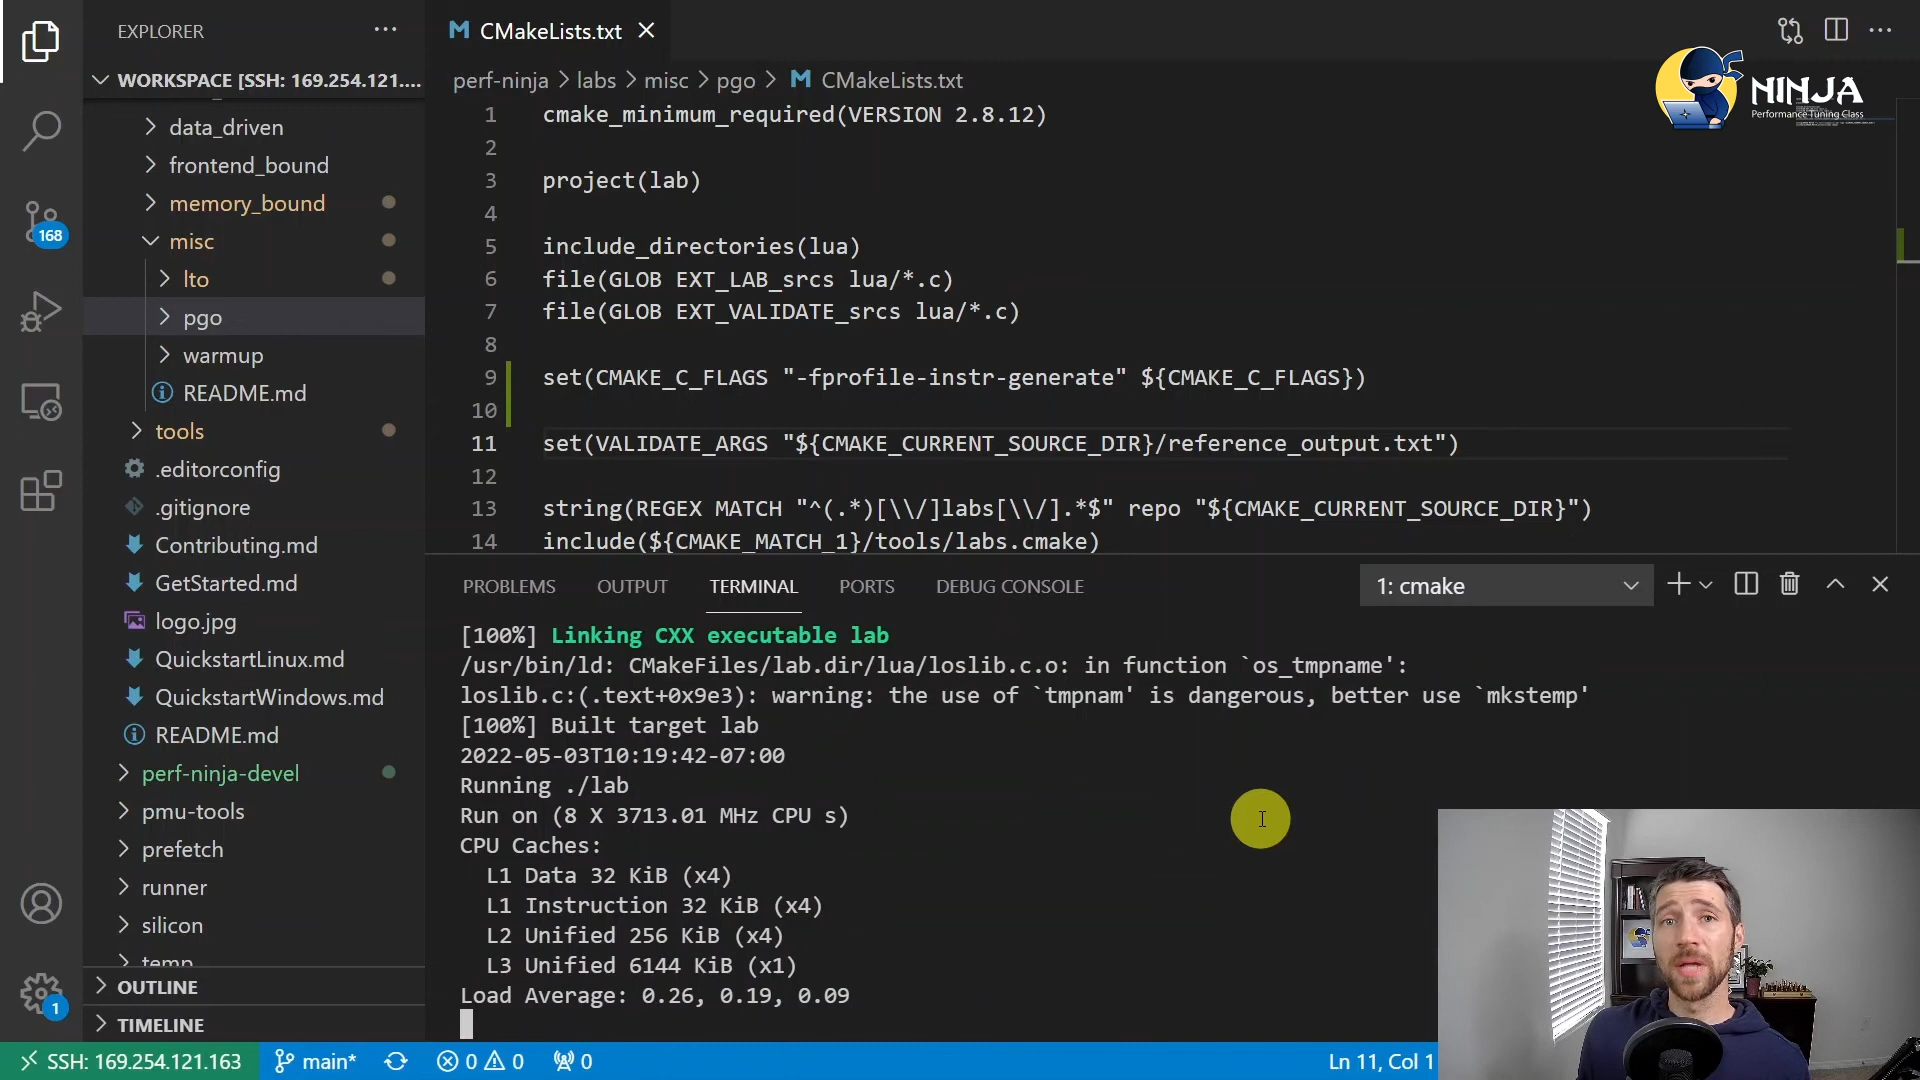 EXPLORER
WORKSPACE [SSH: 169.254.121....
data_driven
frontend_bound
memory_bound
misc
lto
pgo
warmup
README.md
tools
.editorconfig
.gitignore
Contributing.md
GetStarted.md
logo.jpg
QuickstartLinux.md
QuickstartWindows.md
README.md
perf-ninja-devel
pmu-tools
prefetch
runner
silicon
temp
OUTLINE
TIMELINE
168
1
CMakeLists.txt
perf-ninja > labs > misc > pgo > CMakeLists.txt
NINJA
Performance Tuning Class
1 cmake_minimum_required(VERSION 2.8.12)
2
3 project(lab)
4
5 include_directories(lua)
6 file(GLOB EXT_LAB_srcs lua/*.c)
7 file(GLOB EXT_VALIDATE_srcs lua/*.c)
8
9 set(CMAKE_C_FLAGS "-fprofile-instr-generate" ${CMAKE_C_FLAGS})
10
11 set(VALIDATE_ARGS "${CMAKE_CURRENT_SOURCE_DIR}/reference_output.txt")
12
13 string(REGEX MATCH "^(.*)[\\/]labs[\\/].*$" repo "${CMAKE_CURRENT_SOURCE_DIR}")
14 include(${CMAKE_MATCH_1}/tools/labs.cmake)
PROBLEMS OUTPUT TERMINAL PORTS DEBUG CONSOLE 1: cmake
[100%] Linking CXX executable lab
/usr/bin/ld: CMakeFiles/lab.dir/lua/loslib.c.o: in function `os_tmpname':
loslib.c:(.text+0x9e3): warning: the use of `tmpnam' is dangerous, better use `mkstemp'
[100%] Built target lab
2022-05-03T10:19:42-07:00
Running ./lab
Run on (8 X 3713.01 MHz CPU s)
CPU Caches:
L1 Data 32 KiB (x4)
L1 Instruction 32 KiB (x4)
L2 Unified 256 KiB (x4)
L3 Unified 6144 KiB (x1)
Load Average: 0.26, 0.19, 0.09
SSH: 169.254.121.163 main* 0 0 0 Ln 11, Col 1